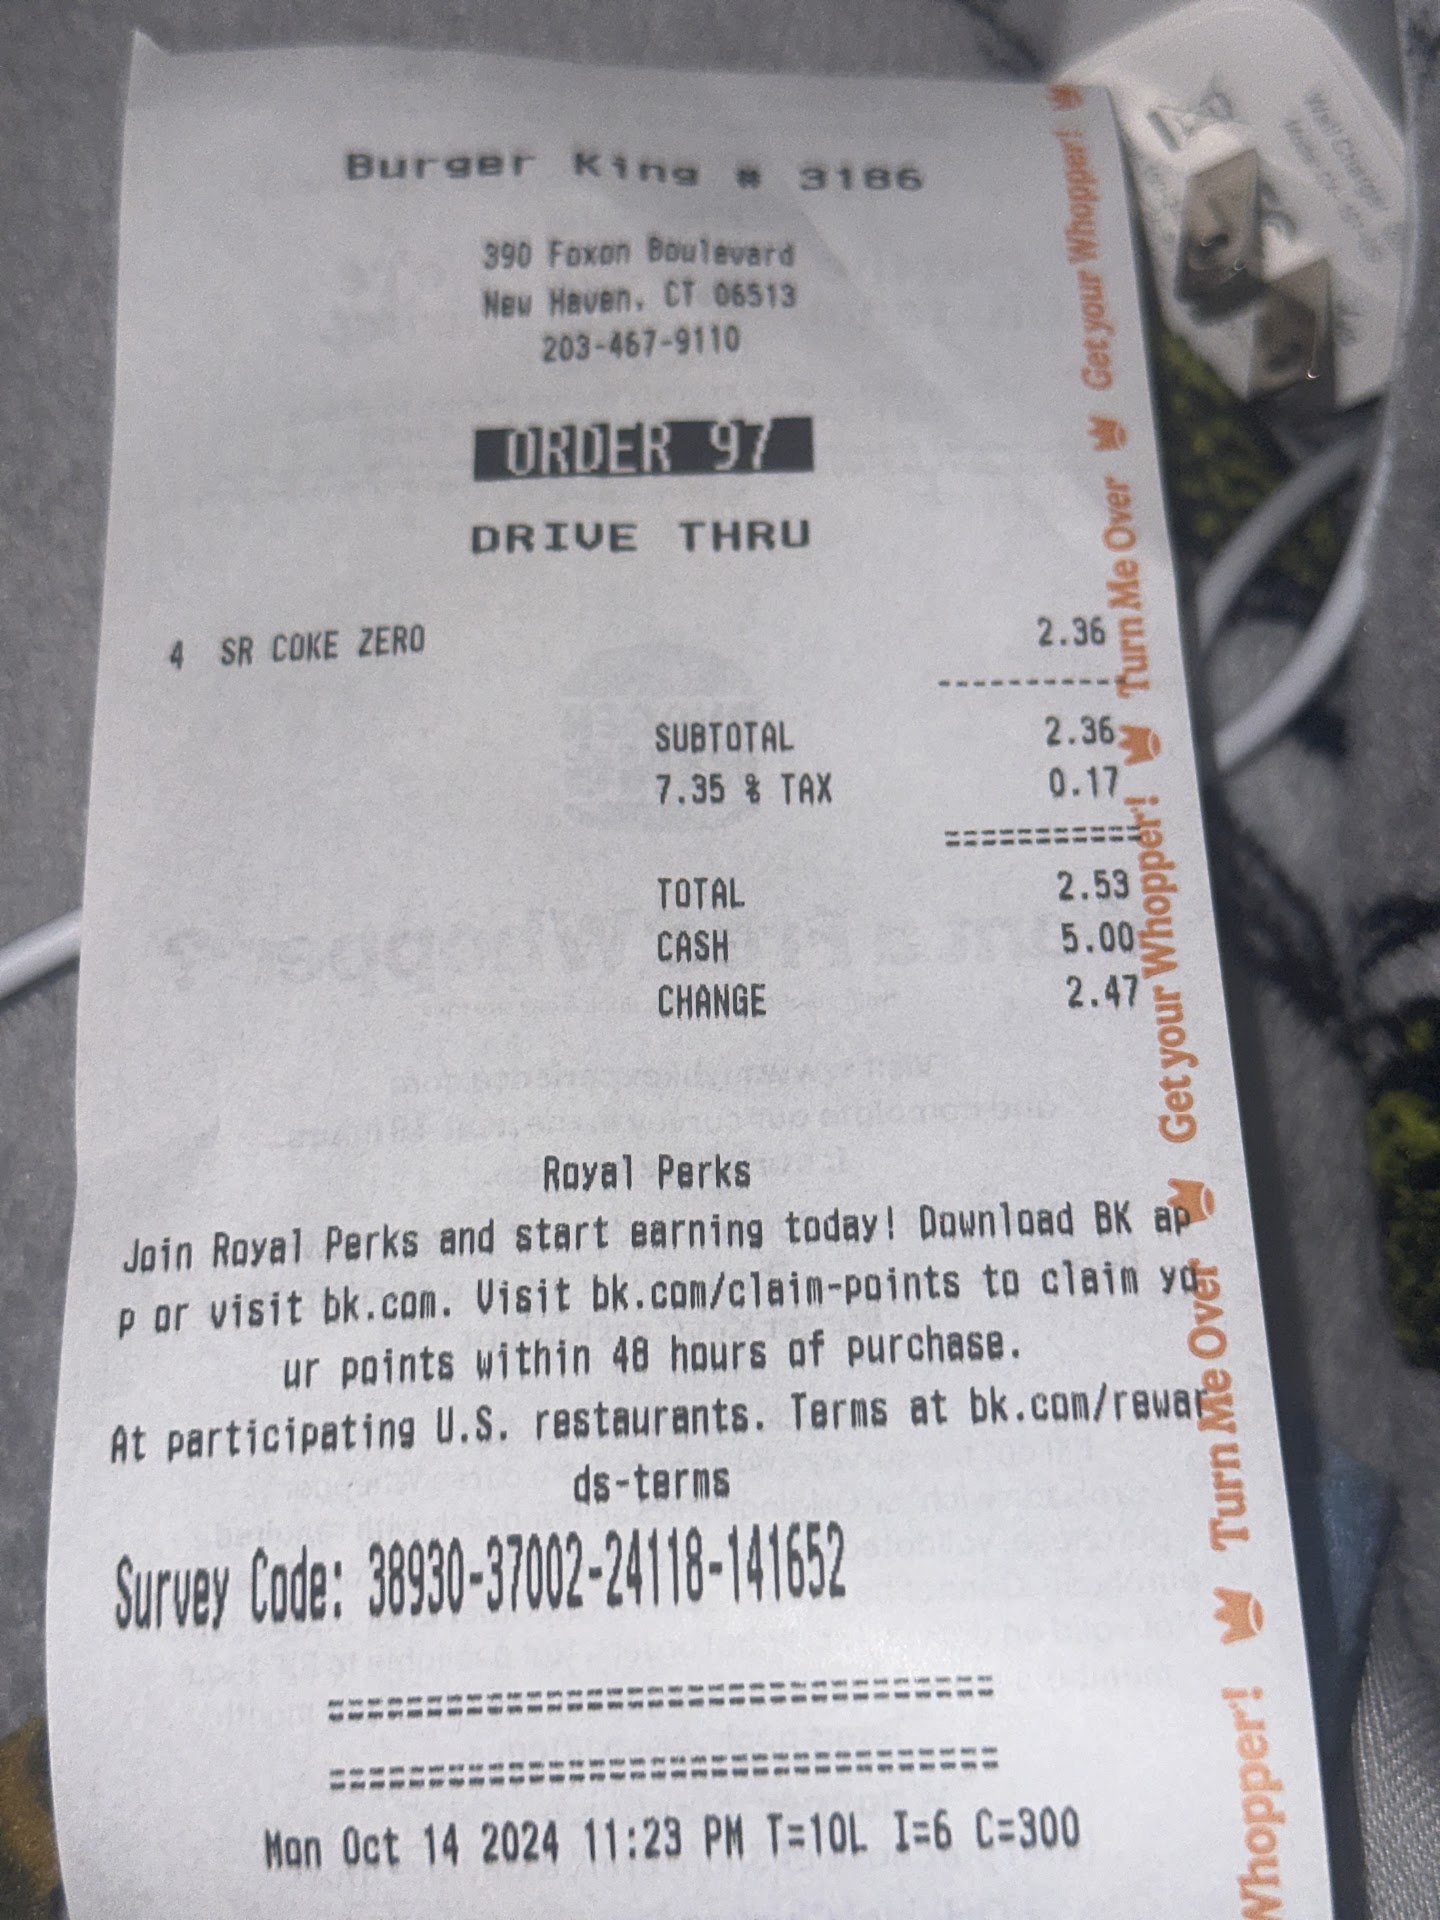 Burger King # 3186
390 Foxon Boulevard
New Haven, CT 06513
203-467-9110
ORDER 97
DRIVE THRU
4 SR COKE ZERO 2.36
----------
SUBTOTAL 2.36
7.35 % TAX 0.17
===========
TOTAL 2.53
CASH 5.00
CHANGE 2.47
Royal Perks
Join Royal Perks and start earning today! Download BK ap
p or visit bk.com. Visit bk.com/claim-points to claim yo
ur points within 48 hours of purchase.
At participating U.S. restaurants. Terms at bk.com/rewar
ds-terms
Survey Code: 38930-37002-24118-141652
Mon Oct 14 2024 11:23 PM T=10L I=6 C=300
Get your Whopper!
Turn Me Over
Get your Whopper!
Turn Me Over
Whopper!
Wall Charger